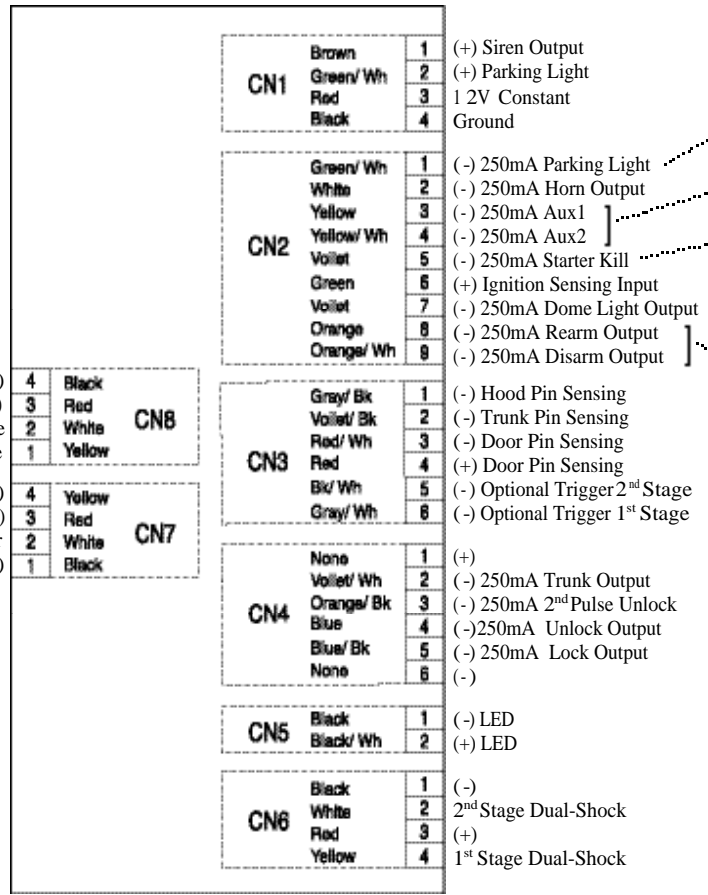 CN1
Brown 1 (+) Siren Output
Green/ Wh 2 (+) Parking Light
Red 3 12V Constant
Black 4 Ground
CN2
Green/ Wh 1 (-) 250mA Parking Light
White 2 (-) 250mA Horn Output
Yellow 3 (-) 250mA Aux1
Yellow/ Wh 4 (-) 250mA Aux2
Voilet 5 (-) 250mA Starter Kill
Green 6 (+) Ignition Sensing Input
Voilet 7 (-) 250mA Dome Light Output
Orange 8 (-) 250mA Rearm Output
Orange/ Wh 9 (-) 250mA Disarm Output
CN8
) 4 Black
) 3 Red
e 2 White
e 1 Yellow
CN7
) 4 Yellow
) 3 Red
2 White
) 1 Black
CN3
Gray/ Bk 1 (-) Hood Pin Sensing
Voilet/ Bk 2 (-) Trunk Pin Sensing
Red/ Wh 3 (-) Door Pin Sensing
Red 4 (+) Door Pin Sensing
Bk/ Wh 5 (-) Optional Trigger 2nd Stage
Gray/ Wh 6 (-) Optional Trigger 1st Stage
CN4
None 1 (+)
Voilet/ Wh 2 (-) 250mA Trunk Output
Orange/ Bk 3 (-) 250mA 2nd Pulse Unlock
Blue 4 (-)250mA Unlock Output
Blue/ Bk 5 (-) 250mA Lock Output
None 6 (-)
CN5
Black 1 (-) LED
Black/ Wh 2 (+) LED
CN6
Black 1 (-)
White 2 2nd Stage Dual-Shock
Red 3 (+)
Yellow 4 1st Stage Dual-Shock